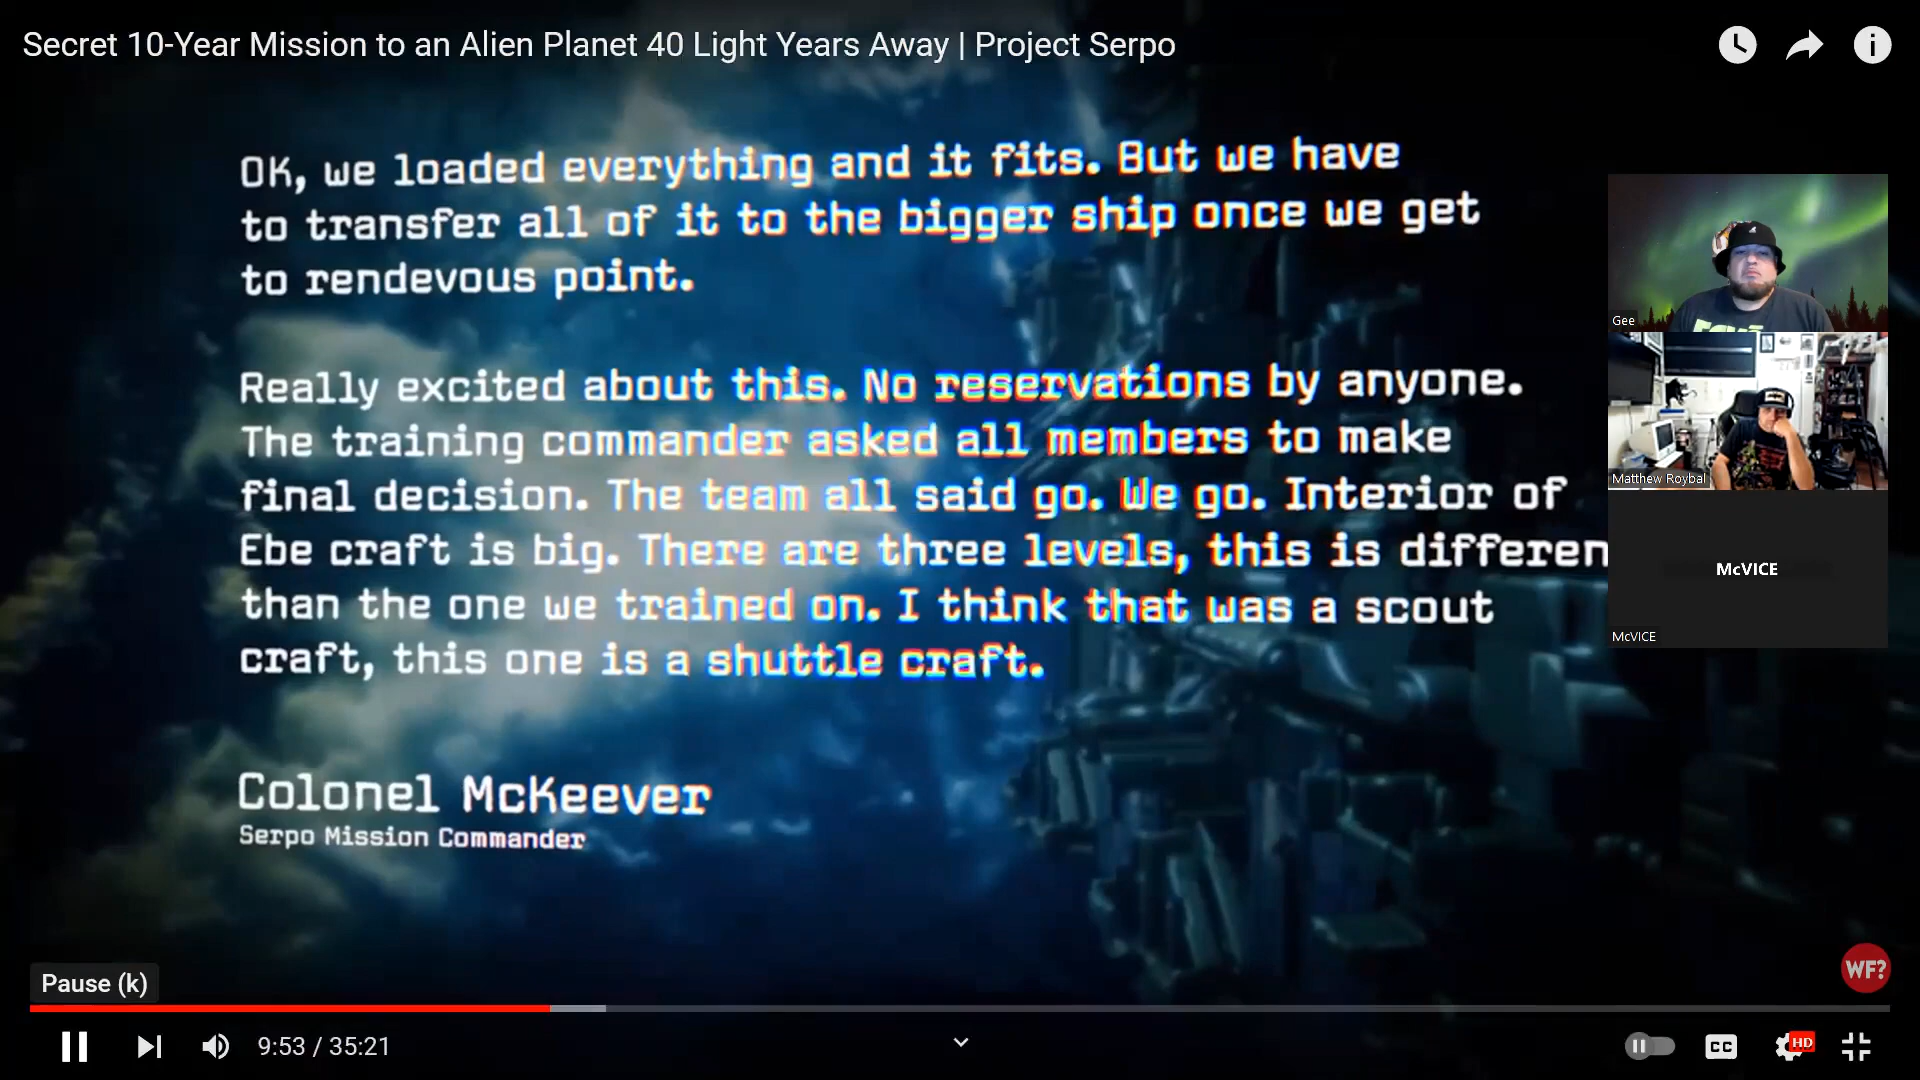 Secret 10-Year Mission to an Alien Planet 40 Light Years Away | Project Serpo
OK, we loaded everything and it fits. But we have
to transfer all of it to the bigger ship once we get
to rendevous point.
Really excited about this. No reservations by anyone.
The training commander asked all members to make
final decision. The team all said go. We go. Interior of
Ebe craft is big. There are three levels, this is differen
than the one we trained on. I think that was a scout
craft, this one is a shuttle craft.
Colonel McKeever
Serpo Mission Commander
Gee
Matthew Roybal
McVICE
McVICE
WF?
Pause (k)
9:53 / 35:21
CC
HD